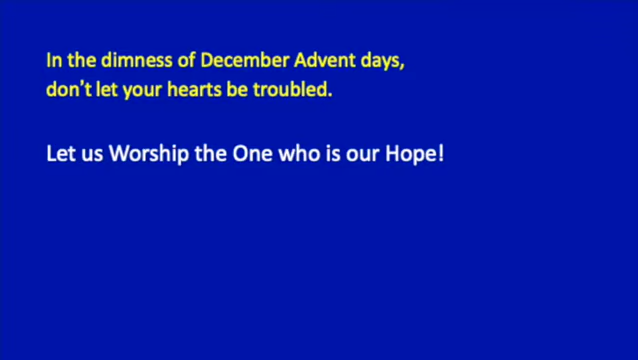 In the dimness of December Advent days,
don't let your hearts be troubled.
Let us Worship the One who is our Hope!